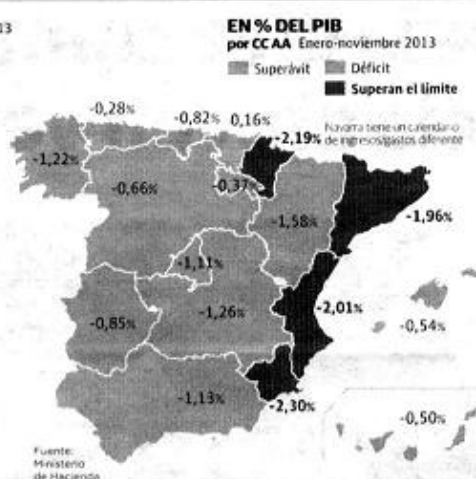 13
EN % DEL PIB
por CC AA Enero-noviembre 2013
Superávit Déficit
Superan el límite
-0,28%
-0,82%
0,16%
-2,19%
Navarra tiene un calendario
de ingresos/gastos diferente
-1,22%
-0,66%
-0,37%
-1,58%
-1,96%
-1,11%
-0,85%
-1,26%
-2,01%
-0,54%
-1,13%
-2,30%
-0,50%
Fuente:
Ministerio
de Hacienda